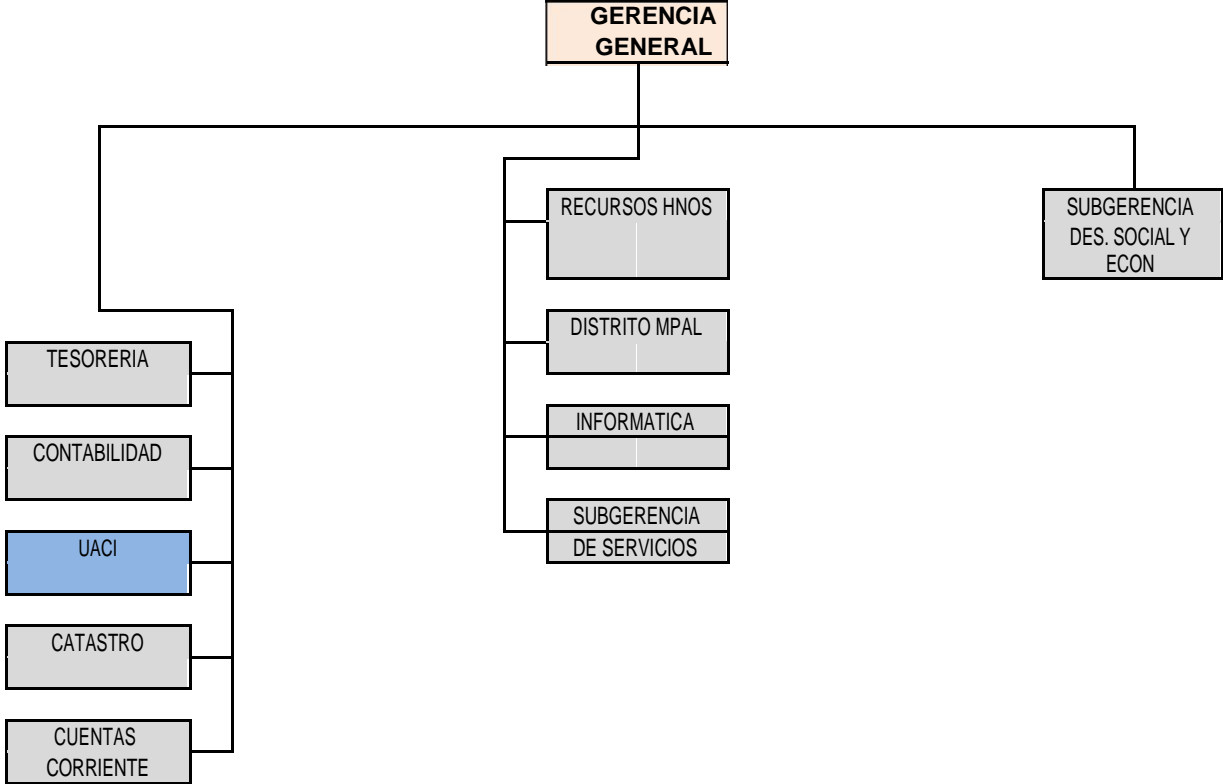 GERENCIA
GENERAL
RECURSOS HNOS
SUBGERENCIA
DES. SOCIAL Y
ECON
DISTRITO MPAL
TESORERIA
INFORMATICA
CONTABILIDAD
SUBGERENCIA
DE SERVICIOS
UACI
CATASTRO
CUENTAS
CORRIENTE